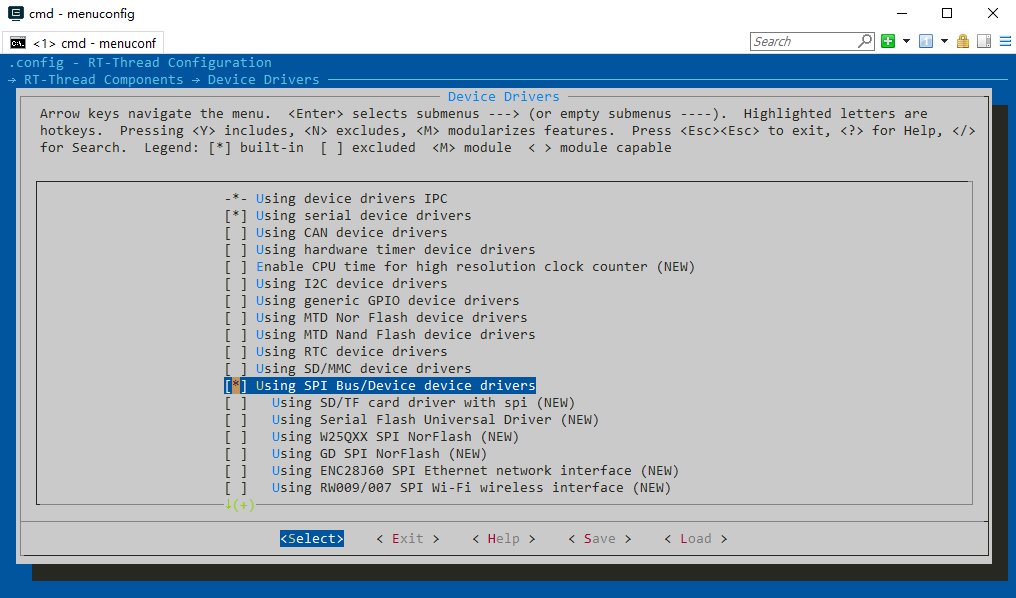 cmd - menuconfig
<1> cmd - menuconf
Search
.config - RT-Thread Configuration
→ RT-Thread Components → Device Drivers
Device Drivers
Arrow keys navigate the menu.  <Enter> selects submenus ---> (or empty submenus ----).  Highlighted letters are
hotkeys.  Pressing <Y> includes, <N> excludes, <M> modularizes features.  Press <Esc><Esc> to exit, <?> for Help, </>
for Search.  Legend: [*] built-in  [ ] excluded  <M> module  < > module capable
-*- Using device drivers IPC
[*] Using serial device drivers
[ ] Using CAN device drivers
[ ] Using hardware timer device drivers
[ ] Enable CPU time for high resolution clock counter (NEW)
[ ] Using I2C device drivers
[ ] Using generic GPIO device drivers
[ ] Using MTD Nor Flash device drivers
[ ] Using MTD Nand Flash device drivers
[ ] Using RTC device drivers
[ ] Using SD/MMC device drivers
[*] Using SPI Bus/Device device drivers
[ ]   Using SD/TF card driver with spi (NEW)
[ ]   Using Serial Flash Universal Driver (NEW)
[ ]   Using W25QXX SPI NorFlash (NEW)
[ ]   Using GD SPI NorFlash (NEW)
[ ]   Using ENC28J60 SPI Ethernet network interface (NEW)
[ ]   Using RW009/007 SPI Wi-Fi wireless interface (NEW)
↓(+)
<Select>    < Exit >    < Help >    < Save >    < Load >